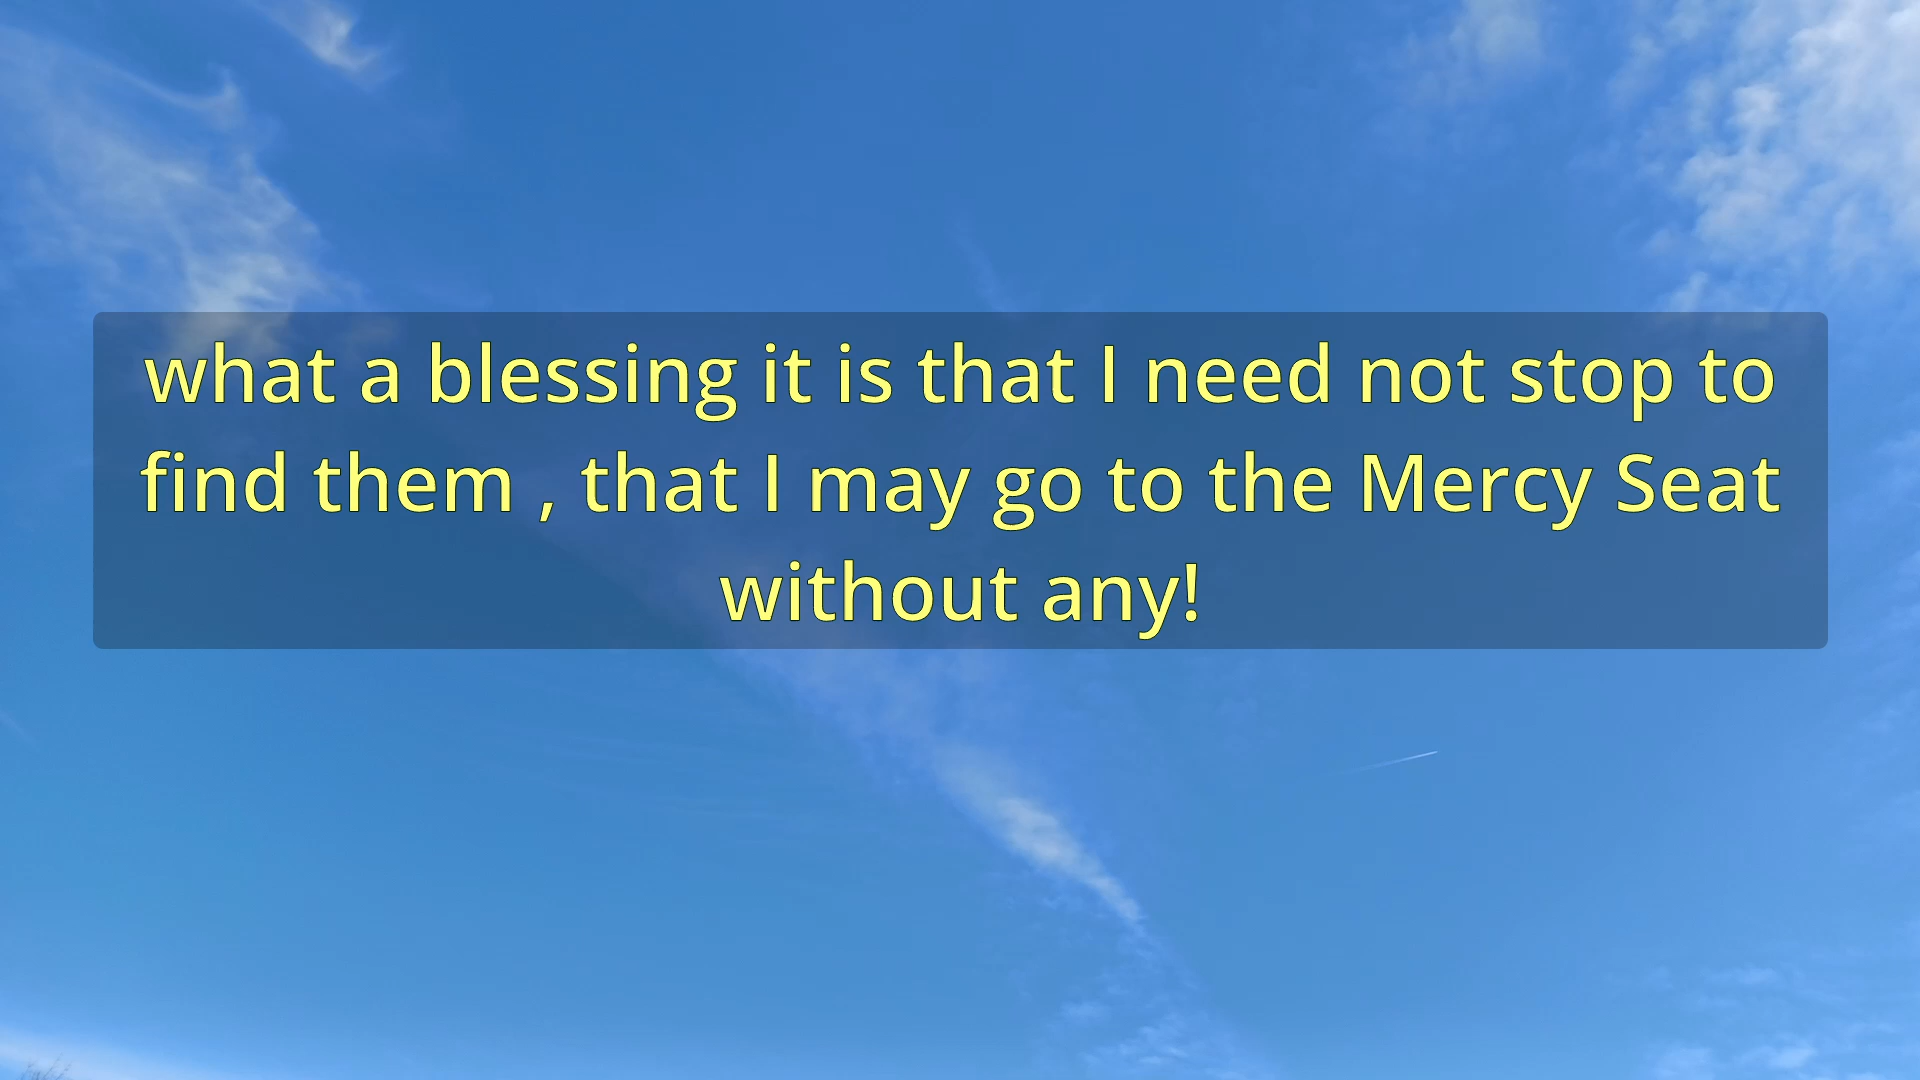 what a blessing it is that I need not stop to
find them , that I may go to the Mercy Seat
without any!